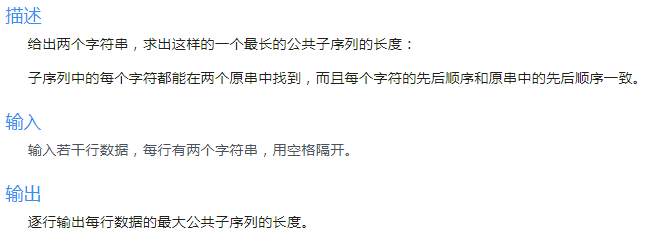 描述
给出两个字符串，求出这样的一个最长的公共子序列的长度：
子序列中的每个字符都能在两个原串中找到，而且每个字符的先后顺序和原串中的先后顺序一致。
输入
输入若干行数据，每行有两个字符串，用空格隔开。
输出
逐行输出每行数据的最大公共子序列的长度。